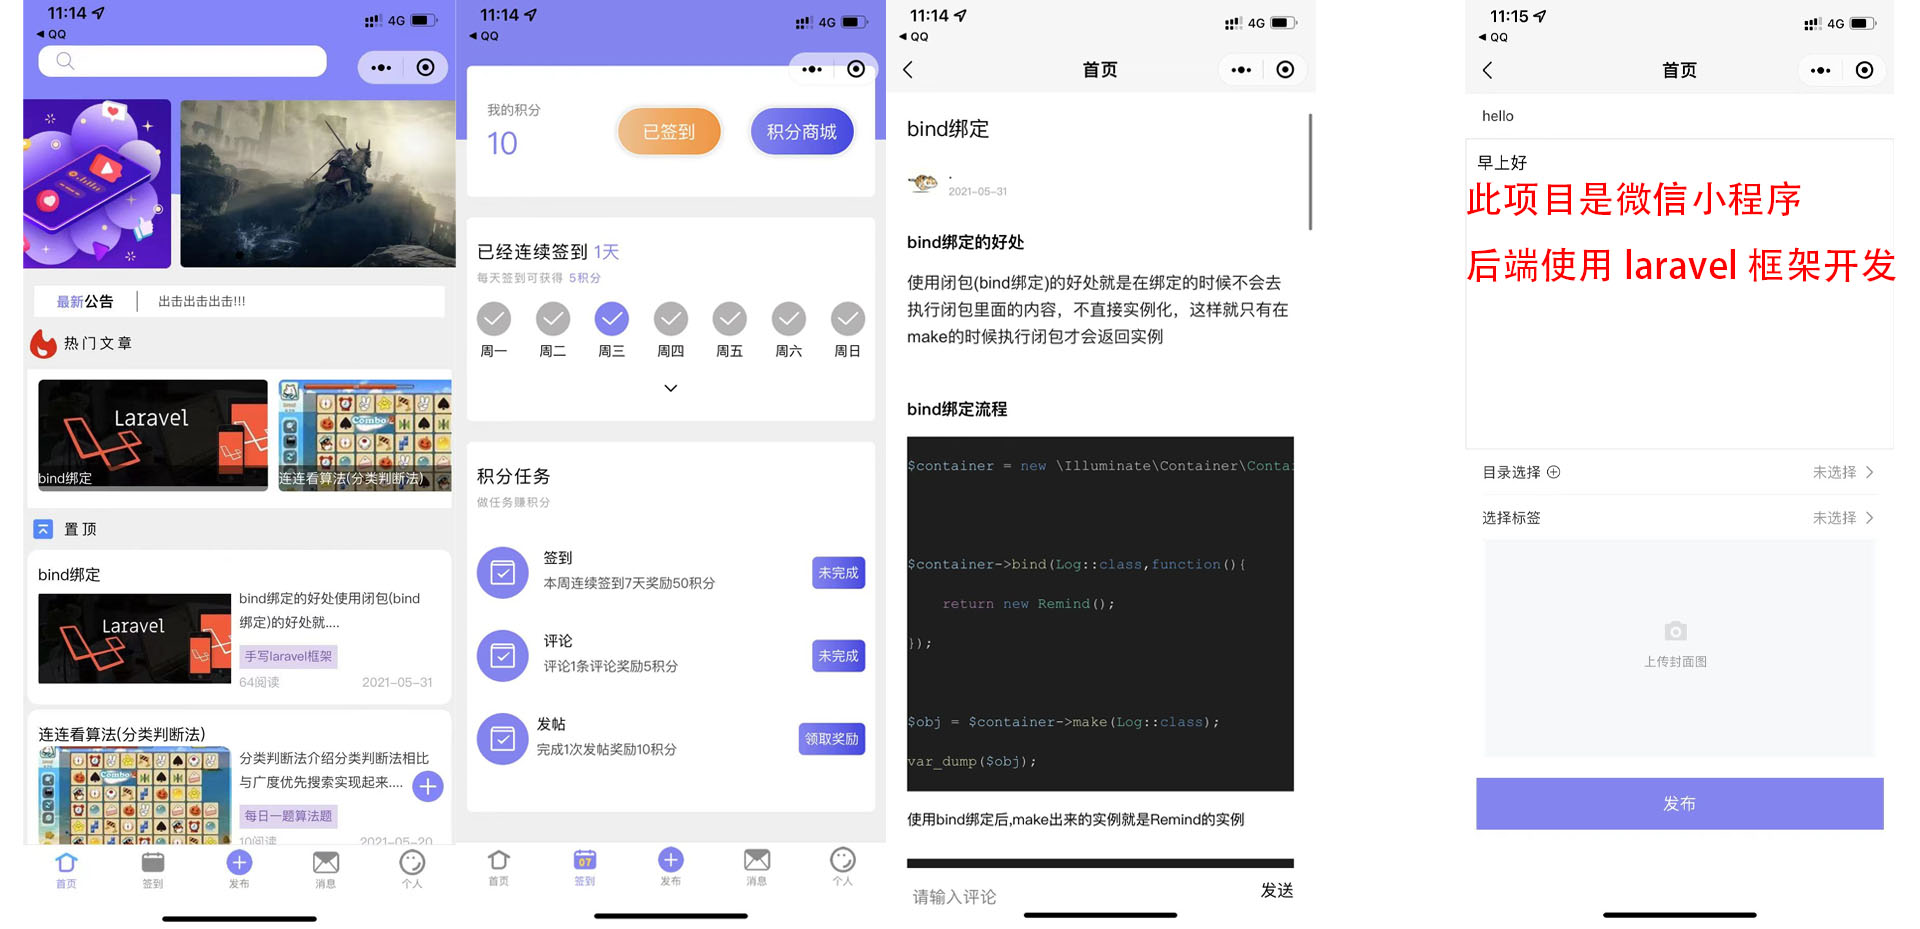 11:14
4G
◀ QQ
最新公告
出击出击出击!!!
热门文章
Laravel
bind绑定
Combo
连连看算法(分类判断法)
置顶
bind绑定
Laravel
bind绑定的好处使用闭包(bind
绑定)的好处就....
手写laravel框架
64阅读
2021-05-31
连连看算法(分类判断法)
Combo
分类判断法介绍分类判断法相比
与广度优先搜索实现起来....
每日一题算法题
10阅读
2021-05-20
首页
签到
发布
消息
个人
11:14
4G
◀ QQ
我的积分
10
已签到
积分商城
已经连续签到 1天
每天签到可获得 5积分
周一
周二
周三
周四
周五
周六
周日
积分任务
做任务赚积分
签到
本周连续签到7天奖励50积分
未完成
评论
评论1条评论奖励5积分
未完成
发帖
完成1次发帖奖励10积分
领取奖励
首页
07
签到
发布
消息
个人
11:14
4G
◀ QQ
首页
bind绑定
.
2021-05-31
bind绑定的好处
使用闭包(bind绑定)的好处就是在绑定的时候不会去
执行闭包里面的内容，不直接实例化，这样就只有在
make的时候执行闭包才会返回实例
bind绑定流程
$container = new \Illuminate\Container\Contai
$container->bind(Log::class,function(){
return new Remind();
});
$obj = $container->make(Log::class);
var_dump($obj);
使用bind绑定后,make出来的实例就是Remind的实例
请输入评论
发送
11:15
4G
◀ QQ
首页
hello
早上好
此项目是微信小程序
后端使用 laravel 框架开发
目录选择
未选择
选择标签
未选择
上传封面图
发布